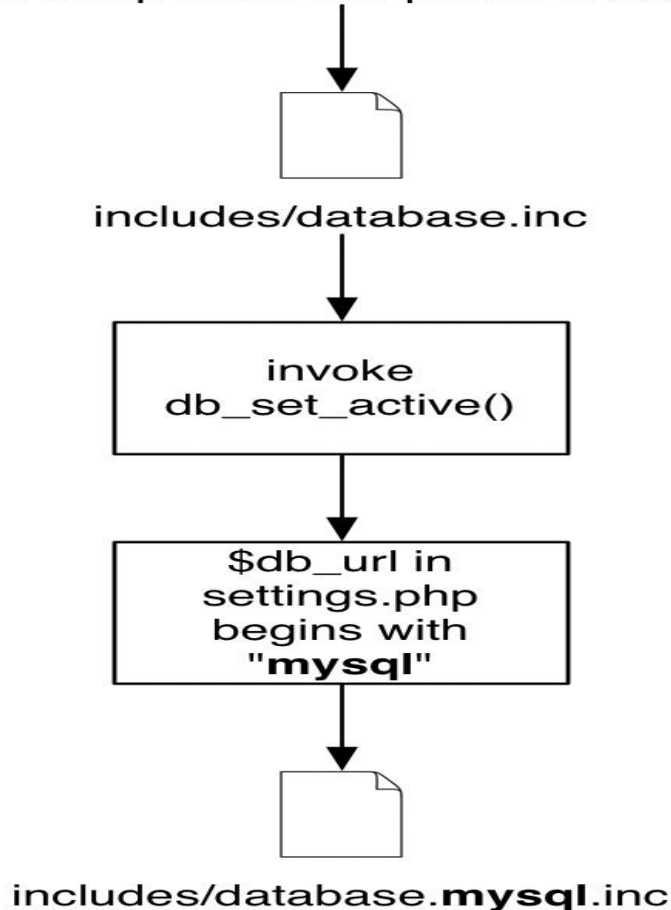 includes/database.inc
invoke
db_set_active()
$db_url in
settings.php
begins with
"mysql"
includes/database.mysql.inc